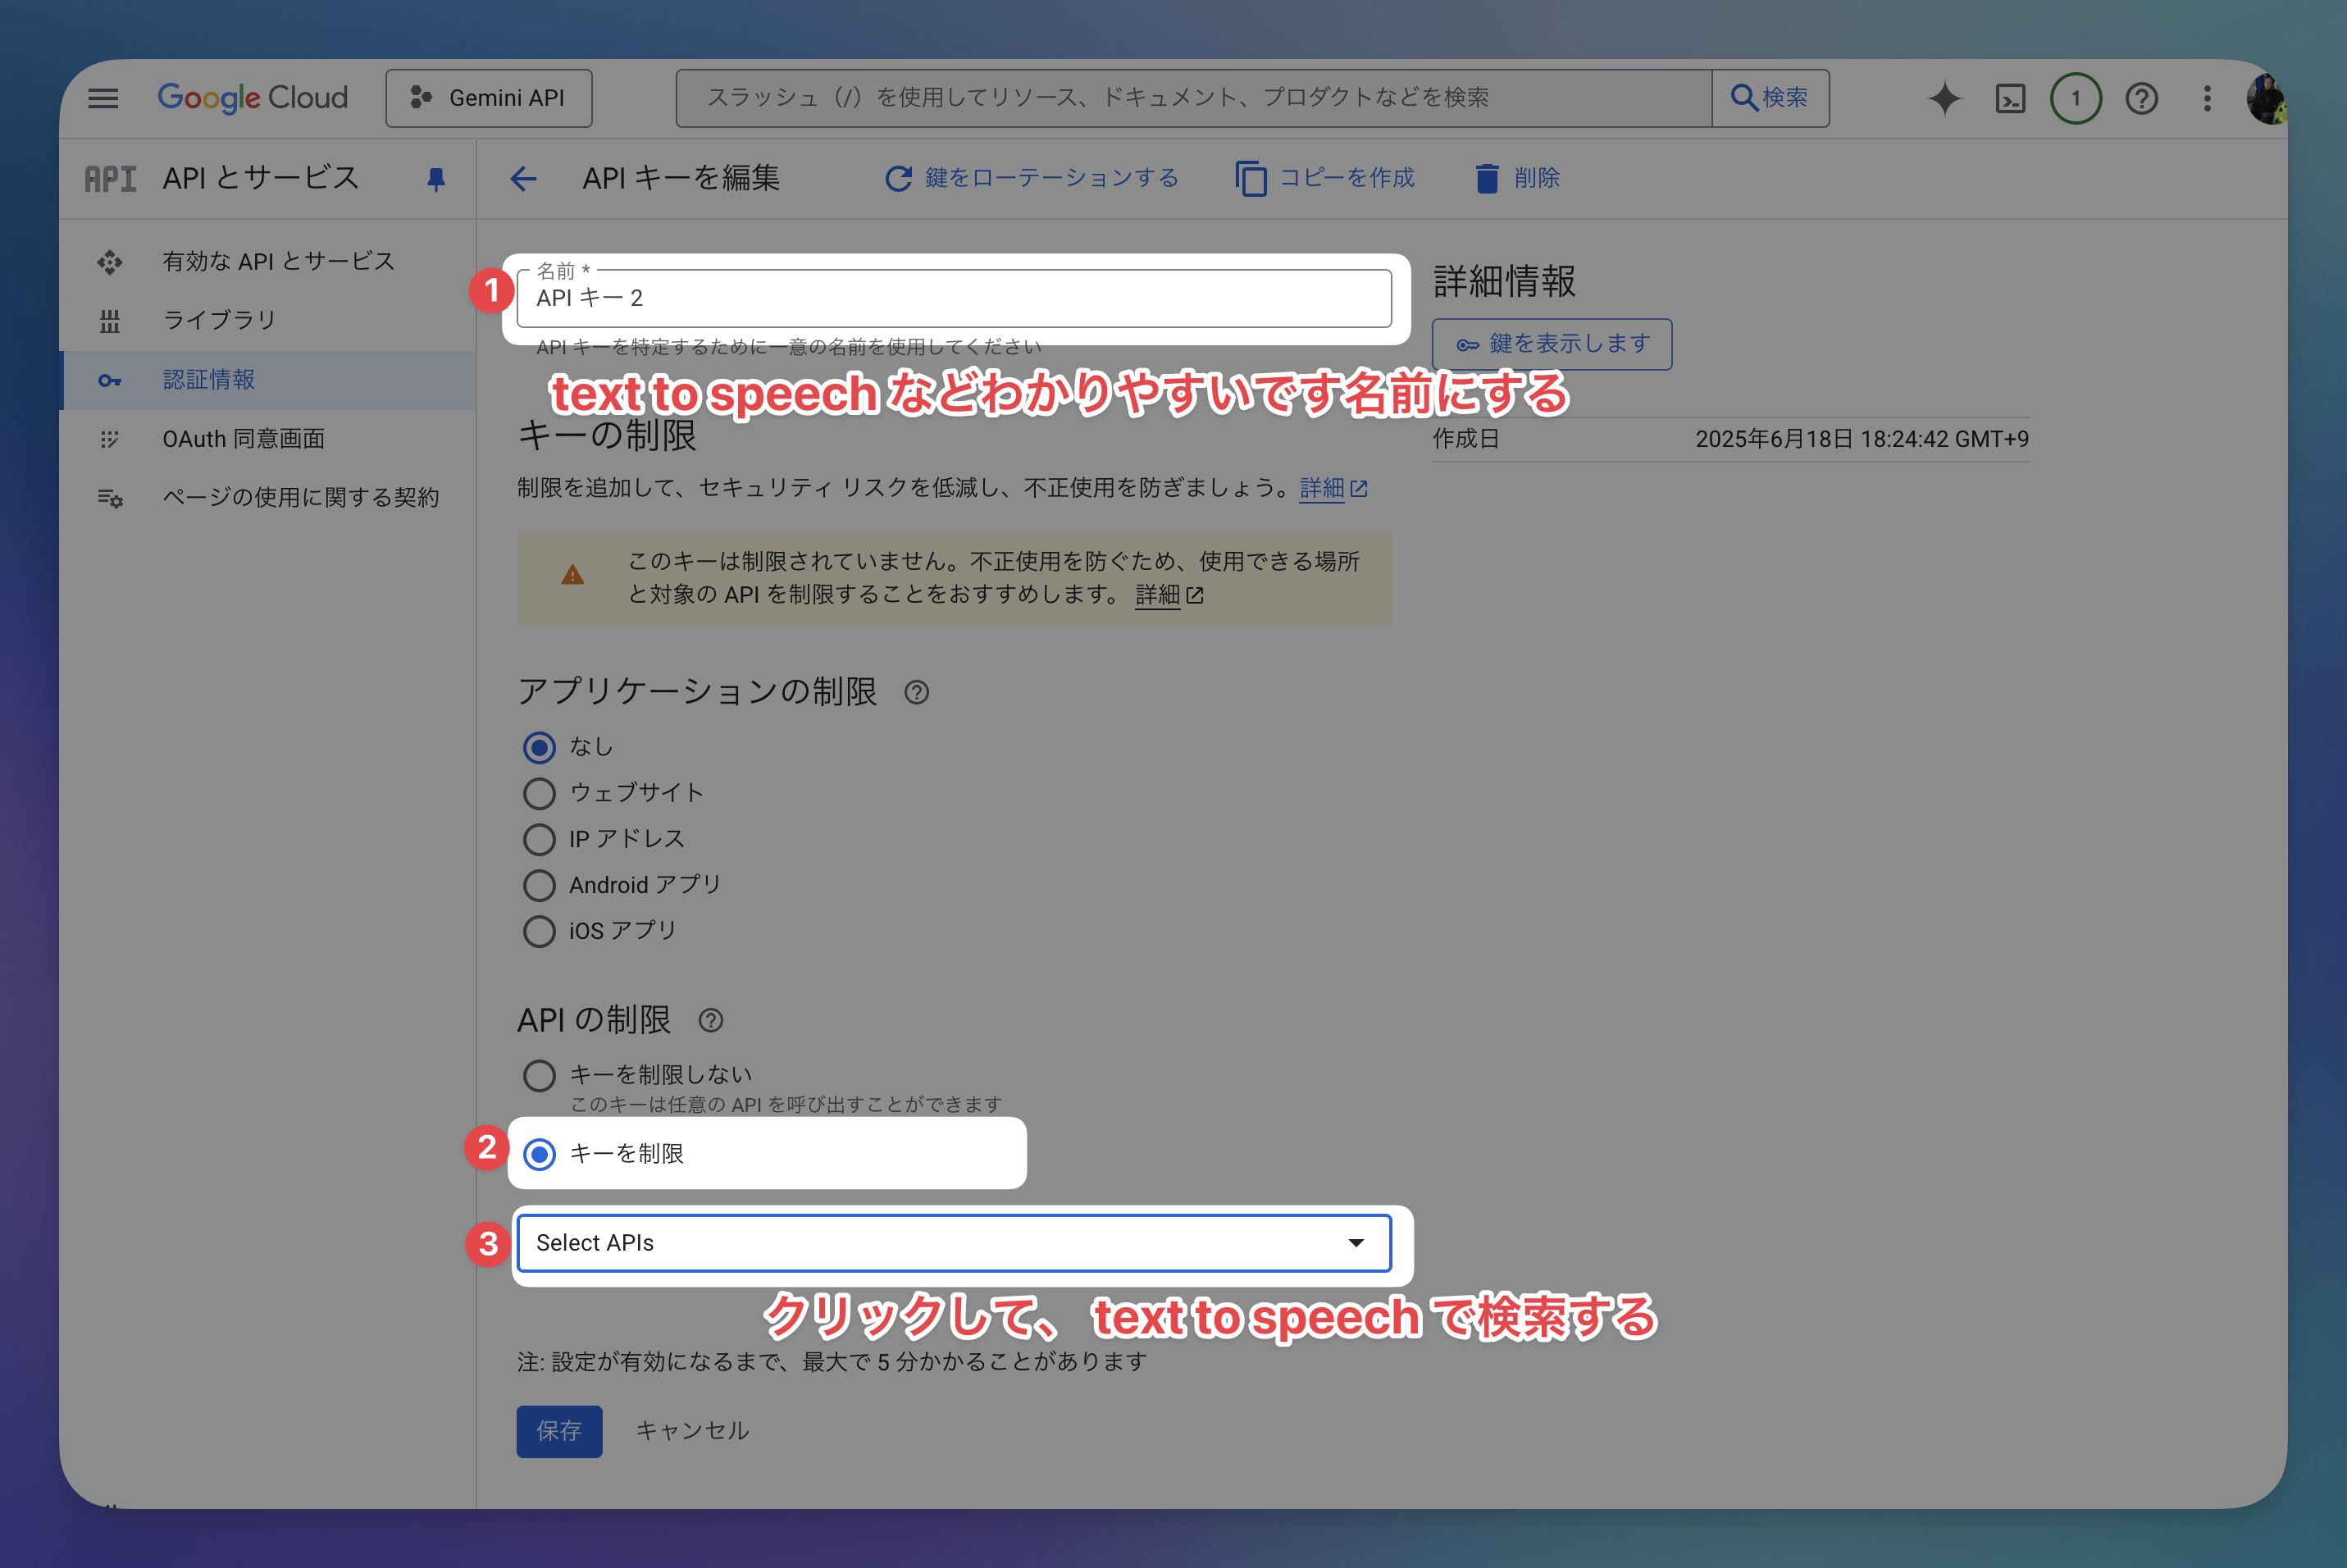 Google Cloud
Gemini API
スラッシュ（/）を使用してリソース、ドキュメント、プロダクトなどを検索
検索
1
API
API とサービス
API キーを編集
鍵をローテーションする
コピーを作成
削除
有効な API とサービス
ライブラリ
認証情報
OAuth 同意画面
ページの使用に関する契約
1
名前 *
API キー 2
API キーを特定するために一意の名前を使用してください
text to speech などわかりやすいです名前にする
詳細情報
鍵を表示します
作成日
2025年6月18日 18:24:42 GMT+9
キーの制限
制限を追加して、セキュリティ リスクを低減し、不正使用を防ぎましょう。詳細
このキーは制限されていません。不正使用を防ぐため、使用できる場所
と対象の API を制限することをおすすめします。 詳細
アプリケーションの制限
なし
ウェブサイト
IP アドレス
Android アプリ
iOS アプリ
API の制限
キーを制限しない
このキーは任意の API を呼び出すことができます
2
キーを制限
3
Select APIs
クリックして、 text to speech で検索する
注: 設定が有効になるまで、最大で 5 分かかることがあります
保存
キャンセル